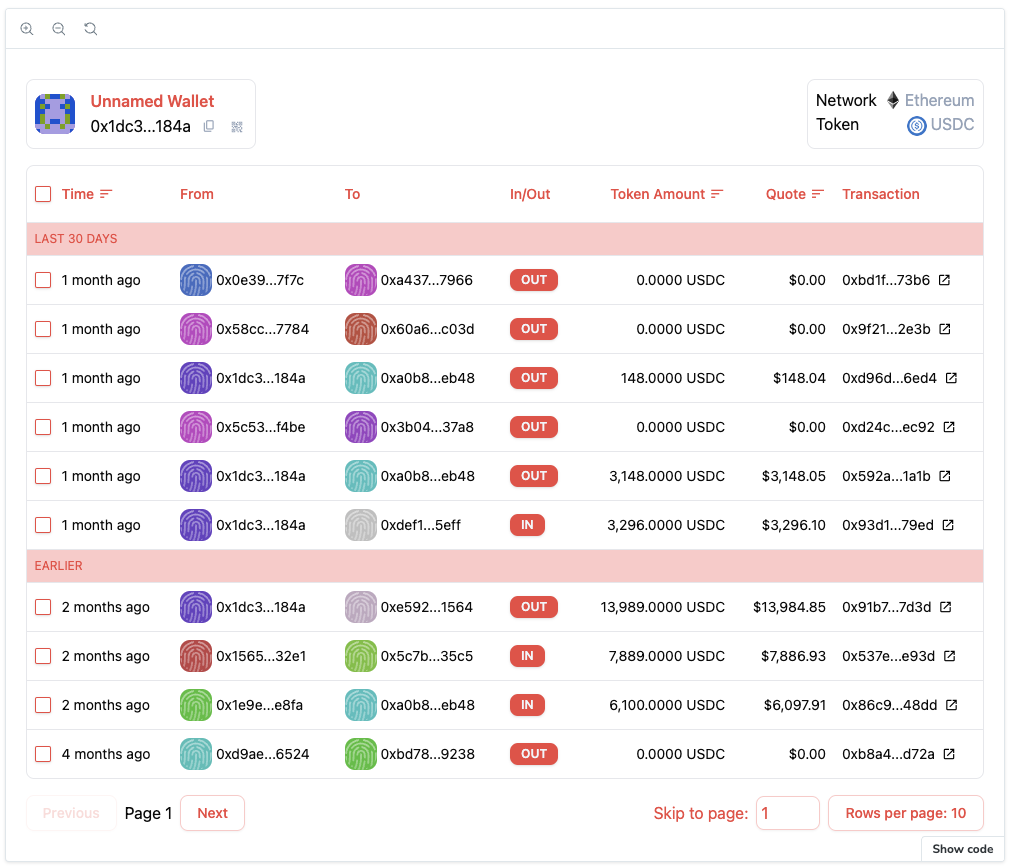 Unnamed Wallet
0x1dc3...184a
Network Ethereum
Token USDC
Time From To In/Out Token Amount Quote Transaction
LAST 30 DAYS
1 month ago 0x0e39...7f7c 0xa437...7966 OUT 0.0000 USDC $0.00 0xbd1f...73b6
1 month ago 0x58cc...7784 0x60a6...c03d OUT 0.0000 USDC $0.00 0x9f21...2e3b
1 month ago 0x1dc3...184a 0xa0b8...eb48 OUT 148.0000 USDC $148.04 0xd96d...6ed4
1 month ago 0x5c53...f4be 0x3b04...37a8 OUT 0.0000 USDC $0.00 0xd24c...ec92
1 month ago 0x1dc3...184a 0xa0b8...eb48 OUT 3,148.0000 USDC $3,148.05 0x592a...1a1b
1 month ago 0x1dc3...184a 0xdef1...5eff IN 3,296.0000 USDC $3,296.10 0x93d1...79ed
EARLIER
2 months ago 0x1dc3...184a 0xe592...1564 OUT 13,989.0000 USDC $13,984.85 0x91b7...7d3d
2 months ago 0x1565...32e1 0x5c7b...35c5 IN 7,889.0000 USDC $7,886.93 0x537e...e93d
2 months ago 0x1e9e...e8fa 0xa0b8...eb48 IN 6,100.0000 USDC $6,097.91 0x86c9...48dd
4 months ago 0xd9ae...6524 0xbd78...9238 OUT 0.0000 USDC $0.00 0xb8a4...d72a
Previous Page 1 Next Skip to page: 1 Rows per page: 10
Show code